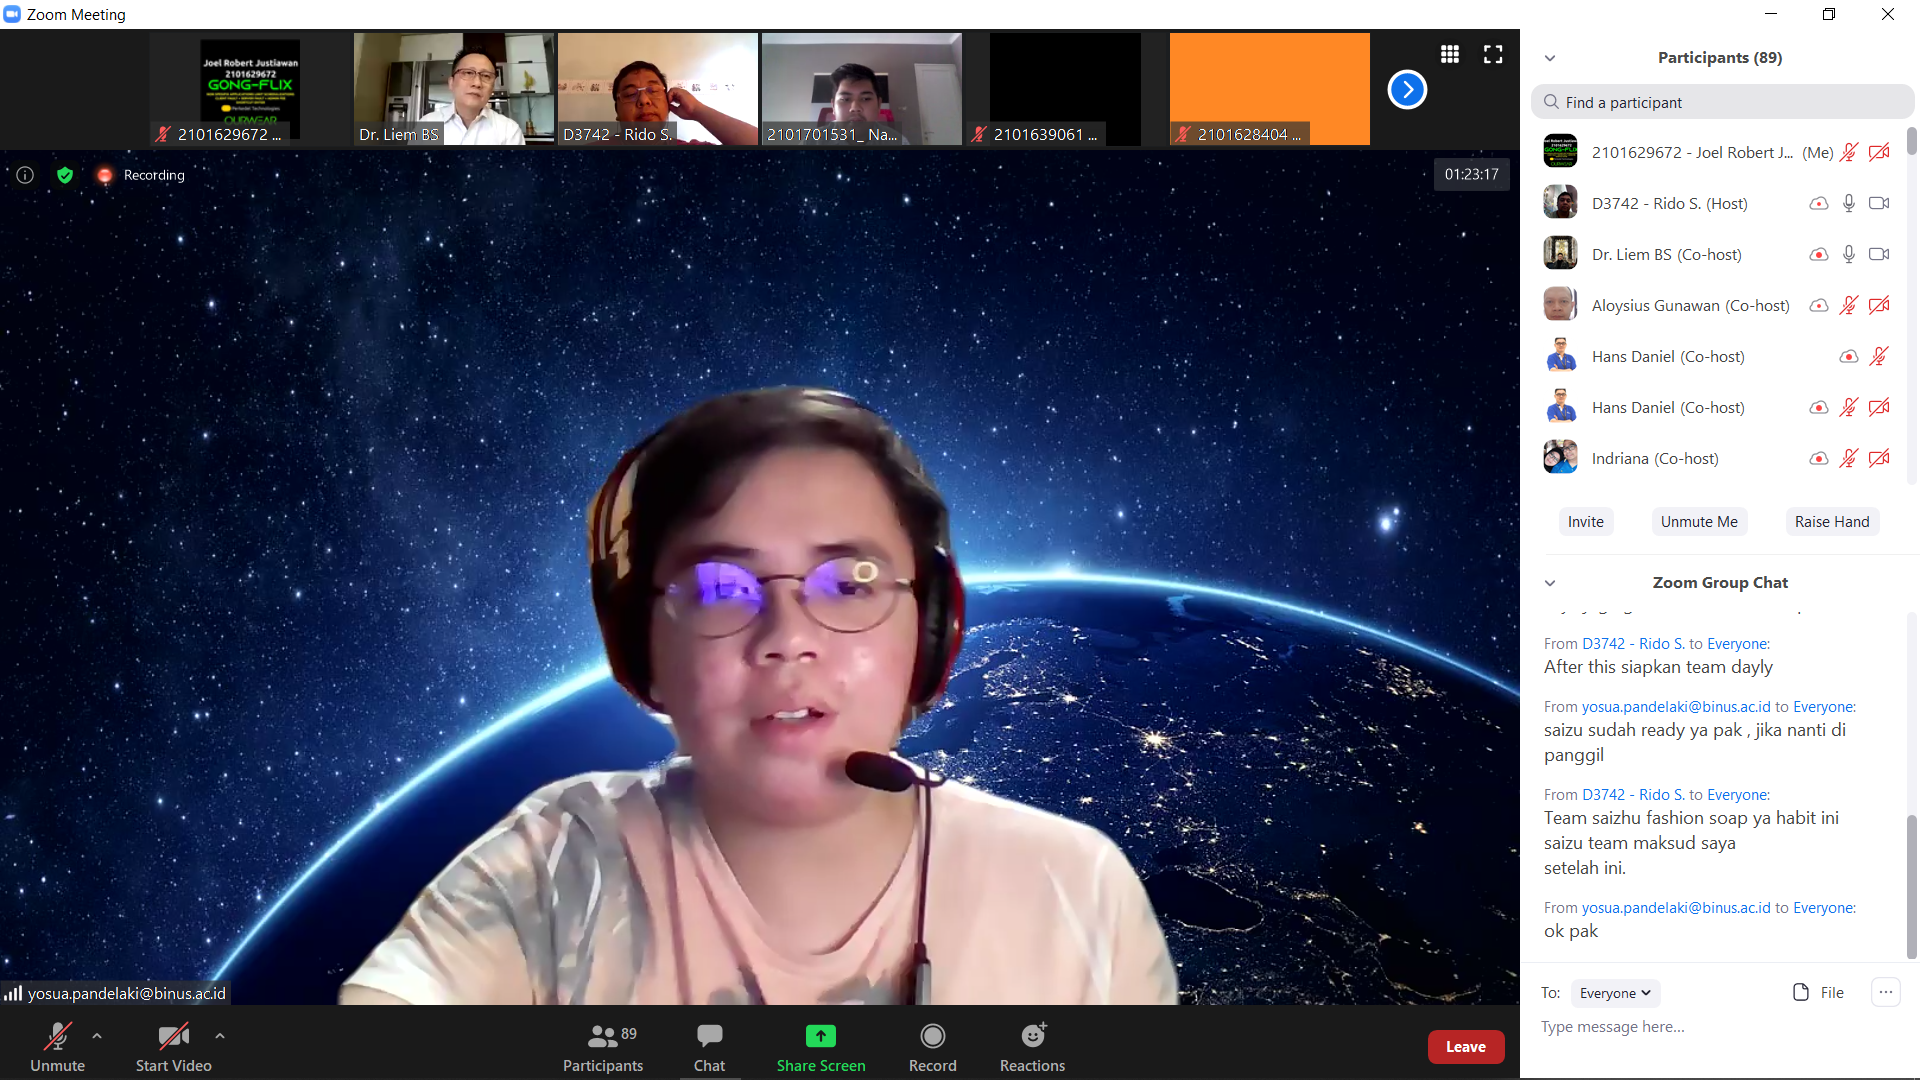 Zoom Meeting
Joel Robert Justiawan
2101629672
GONG-FLIX
OURWEAR
2101629672 ...
Dr. Liem BS
D3742 - Rido S.
2101701531_ Na...
2101639061 ...
2101628404 ...
Recording
01:23:17
yosua.pandelaki@binus.ac.id
Unmute
Start Video
89
Participants
Chat
Share Screen
Record
Reactions
Leave
Participants (89)
Find a participant
2101629672 - Joel Robert J... (Me)
D3742 - Rido S. (Host)
Dr. Liem BS (Co-host)
Aloysius Gunawan (Co-host)
Hans Daniel (Co-host)
Hans Daniel (Co-host)
Indriana (Co-host)
Invite
Unmute Me
Raise Hand
Zoom Group Chat
From D3742 - Rido S. to Everyone:
After this siapkan team dayly
From yosua.pandelaki@binus.ac.id to Everyone:
saizu sudah ready ya pak , jika nanti di
panggil
From D3742 - Rido S. to Everyone:
Team saizhu fashion soap ya habit ini
saizu team maksud saya
setelah ini.
From yosua.pandelaki@binus.ac.id to Everyone:
ok pak
To: Everyone
File
...
Type message here...